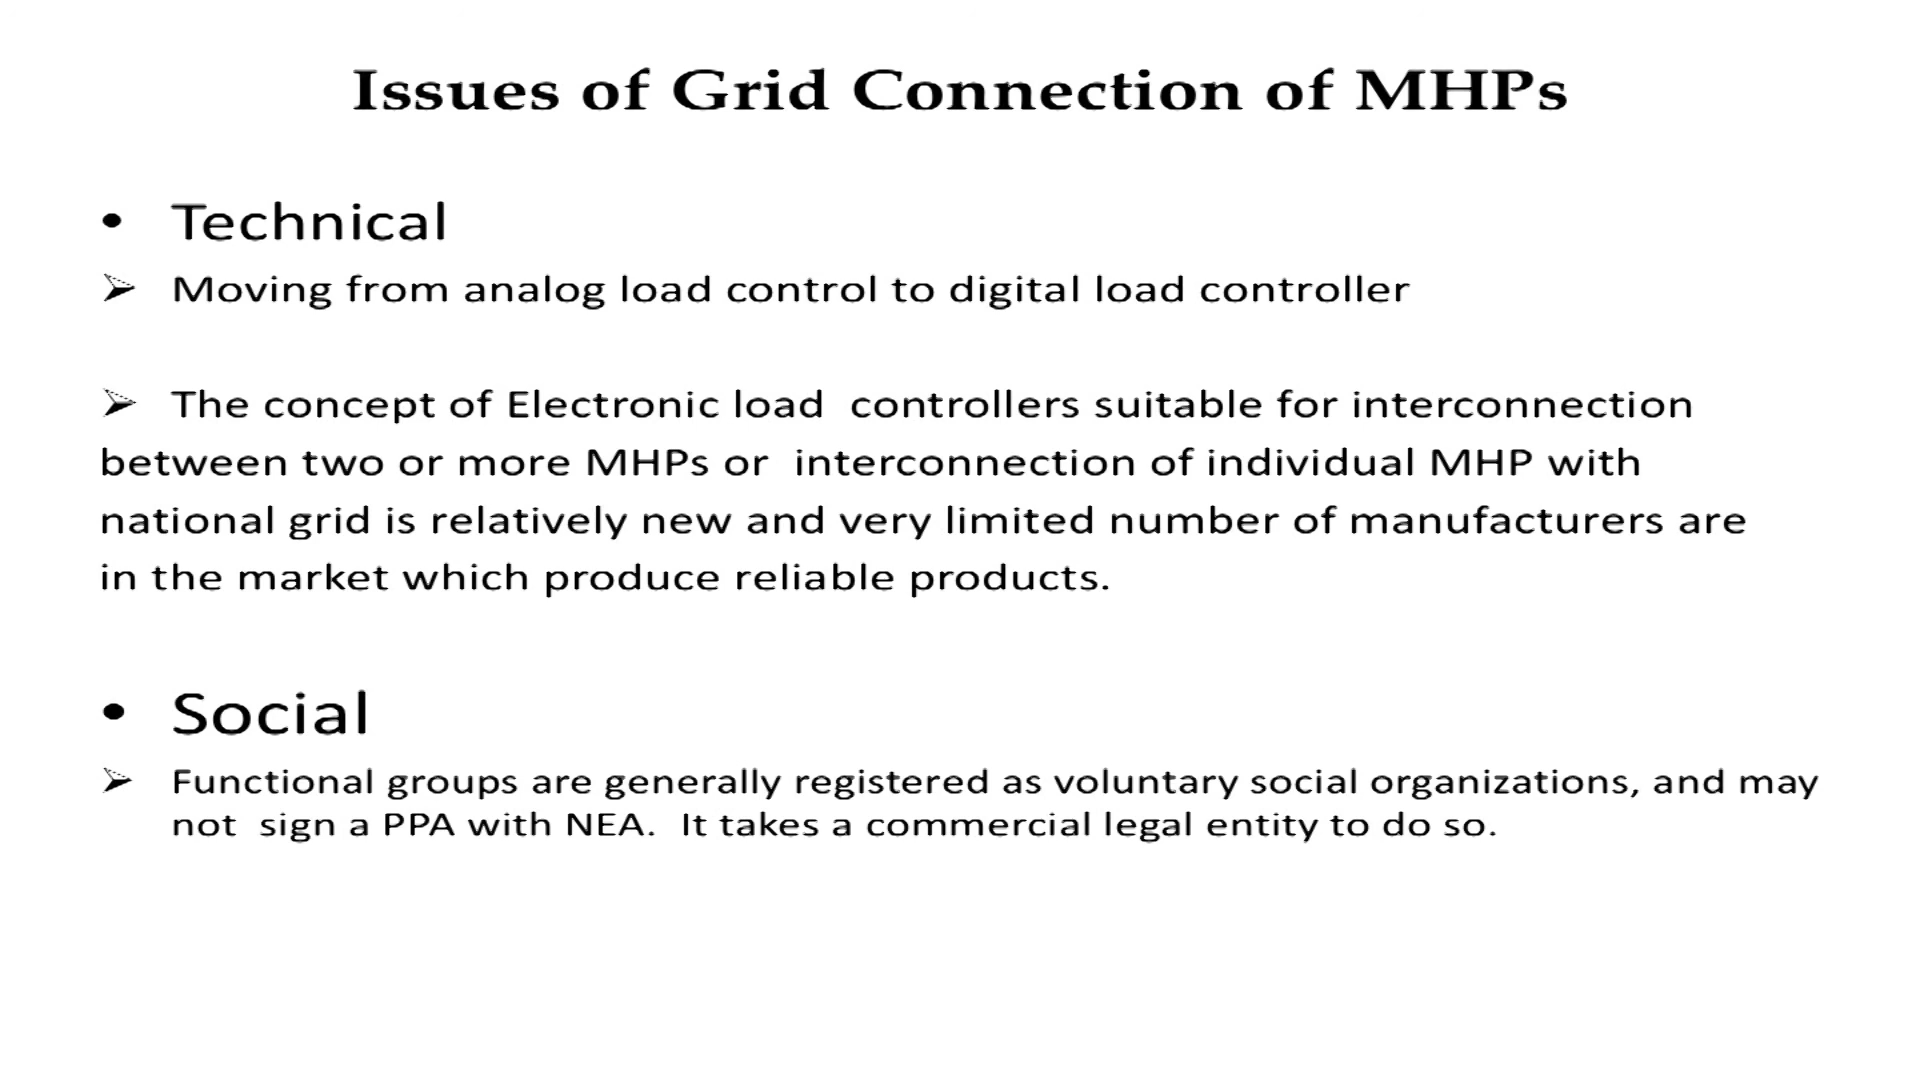 Issues of Grid Connection of MHPs
• Technical
➢ Moving from analog load control to digital load controller
➢ The concept of Electronic load controllers suitable for interconnection
between two or more MHPs or interconnection of individual MHP with
national grid is relatively new and very limited number of manufacturers are
in the market which produce reliable products.
• Social
➢ Functional groups are generally registered as voluntary social organizations, and may
not sign a PPA with NEA. It takes a commercial legal entity to do so.